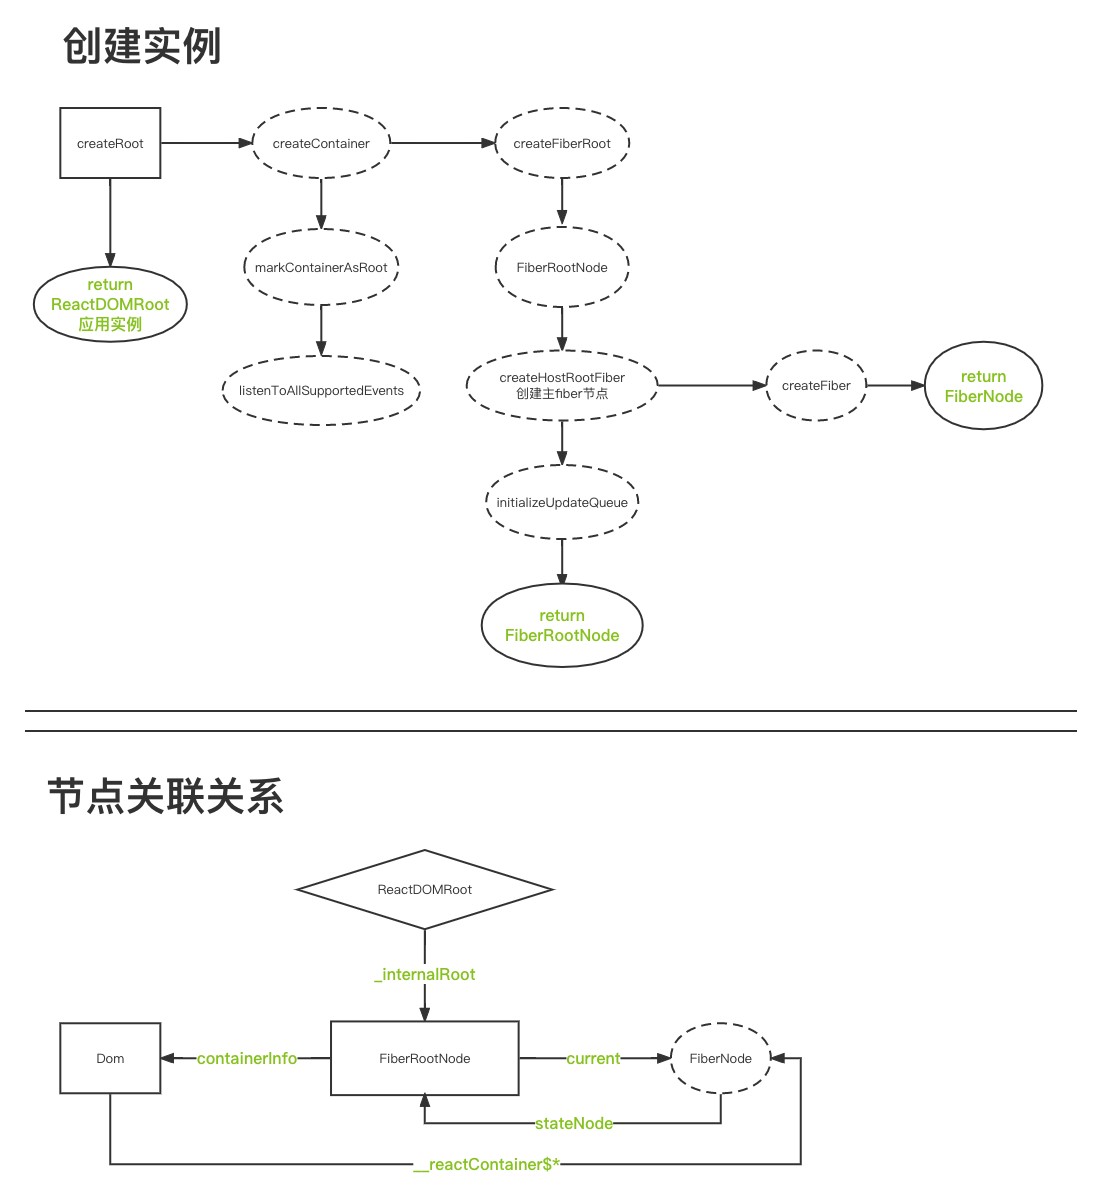 创建实例
createRoot
createContainer
createFiberRoot
markContainerAsRoot
FiberRootNode
return
ReactDOMRoot
应用实例
listenToAllSupportedEvents
createHostRootFiber
创建主fiber节点
createFiber
return
FiberNode
initializeUpdateQueue
return
FiberRootNode
节点关联关系
ReactDOMRoot
_internalRoot
Dom
containerInfo
FiberRootNode
current
FiberNode
stateNode
__reactContainer$*